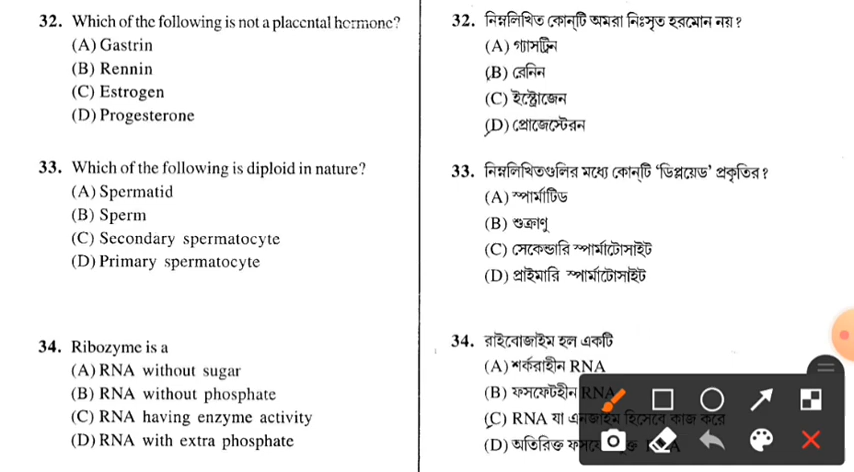 32. Which of the following is not a placental hormone?
(A) Gastrin
(B) Rennin
(C) Estrogen
(D) Progesterone
33. Which of the following is diploid in nature?
(A) Spermatid
(B) Sperm
(C) Secondary spermatocyte
(D) Primary spermatocyte
34. Ribozyme is a
(A) RNA without sugar
(B) RNA without phosphate
(C) RNA having enzyme activity
(D) RNA with extra phosphate
32. নিম্নলিখিত কোন্‌টি অমরা নিঃসৃত হরমোন নয়?
(A) গ্যাসট্রিন
(B) রেনিন
(C) ইস্ট্রোজেন
(D) প্রোজেস্টেরন
33. নিম্নলিখিতগুলির মধ্যে কোন্‌টি ‘ডিপ্লয়েড’ প্রকৃতির?
(A) স্পার্মাটিড
(B) শুক্রাণু
(C) সেকেন্ডারি স্পার্মাটোসাইট
(D) প্রাইমারি স্পার্মাটোসাইট
34. রাইবোজাইম হল একটি
(A) শর্করাহীন RNA
(B) ফসফেটহীন RNA
(C) RNA যা এনজাইম হিসেবে কাজ করে
(D) অতিরিক্ত